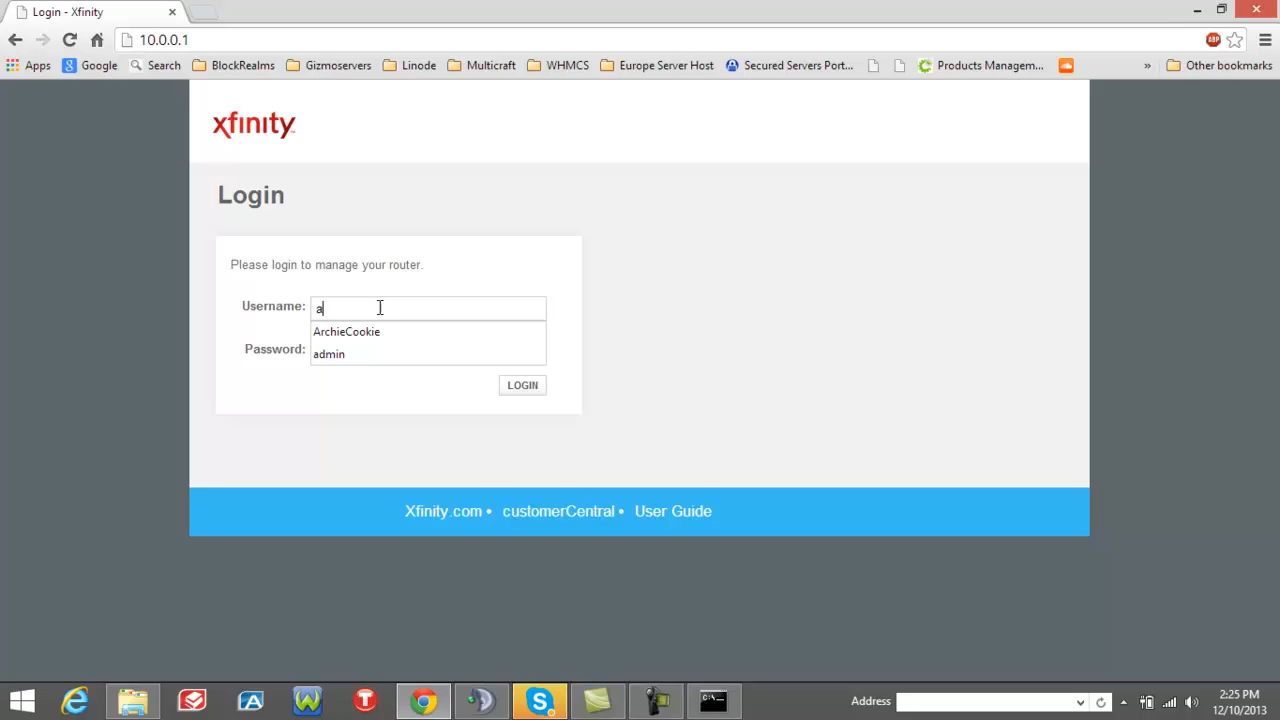 Login - Xfinity
10.0.0.1
ABP
Apps Google Search BlockRealms Gizmoservers Linode Multicraft WHMCS Europe Server Host Secured Servers Port... Products Managem... » Other bookmarks
xfinity
Login
Please login to manage your router.
Username: a
ArchieCookie
Password:
admin
LOGIN
Xfinity.com • customerCentral • User Guide
Address
2:25 PM
12/10/2013